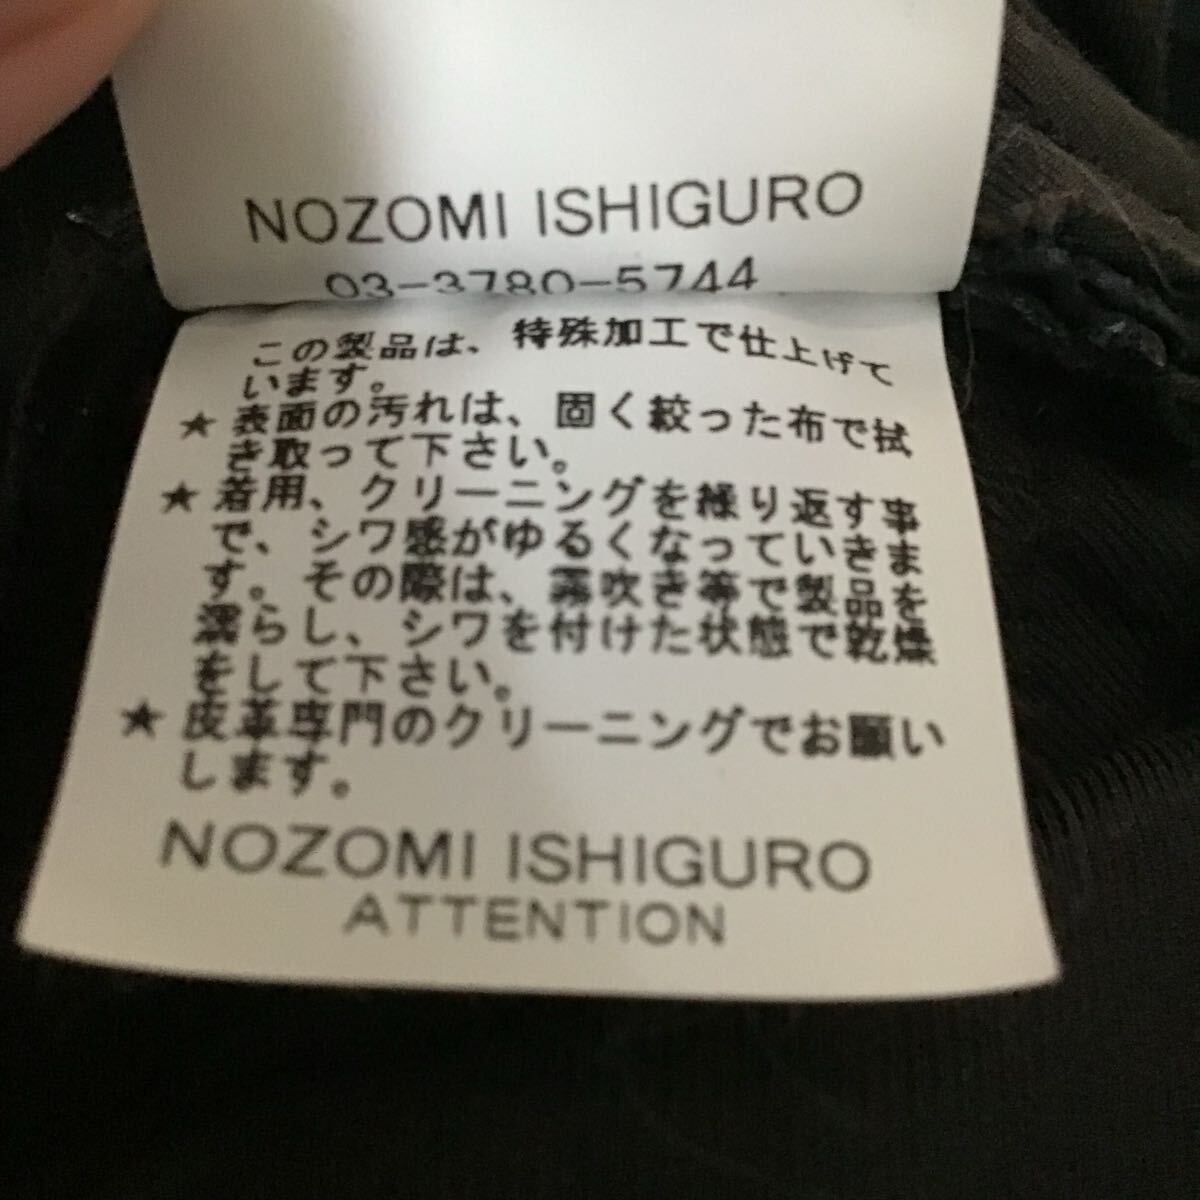 NOZOMI ISHIGURO
03-3780-5744
この製品は、特殊加工で仕上げて
います。
★ 表面の汚れは、固く絞った布で拭
き取って下さい。
★ 着用、クリーニングを繰り返す事
で、シワ感がゆるくなっていきま
す。その際は、霧吹き等で製品を
濡らし、シワを付けた状態で乾燥
をして下さい。
★ 皮革専門のクリーニングでお願い
します。
NOZOMI ISHIGURO
ATTENTION